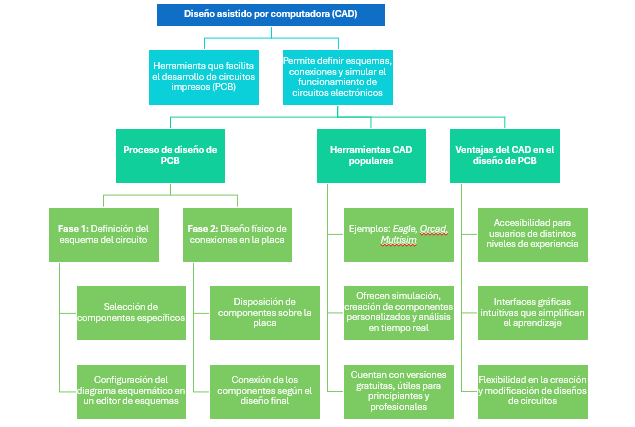 Diseño asistido por computadora (CAD)
Herramienta que facilita
el desarrollo de circuitos
impresos (PCB)
Permite definir esquemas,
conexiones y simular el
funcionamiento de
circuitos electrónicos
Proceso de diseño de
PCB
Herramientas CAD
populares
Ventajas del CAD en el
diseño de PCB
Fase 1: Definición del
esquema del circuito
Fase 2: Diseño físico de
conexiones en la placa
Ejemplos: Eagle, Orcad,
Multisim
Accesibilidad para
usuarios de distintos
niveles de experiencia
Selección de
componentes específicos
Disposición de
componentes sobre la
placa
Ofrecen simulación,
creación de componentes
personalizados y análisis
en tiempo real
Interfaces gráficas
intuitivas que simplifican
el aprendizaje
Configuración del
diagrama esquemático en
un editor de esquemas
Conexión de los
componentes según el
diseño final
Cuentan con versiones
gratuitas, útiles para
principiantes y
profesionales
Flexibilidad en la creación
y modificación de diseños
de circuitos